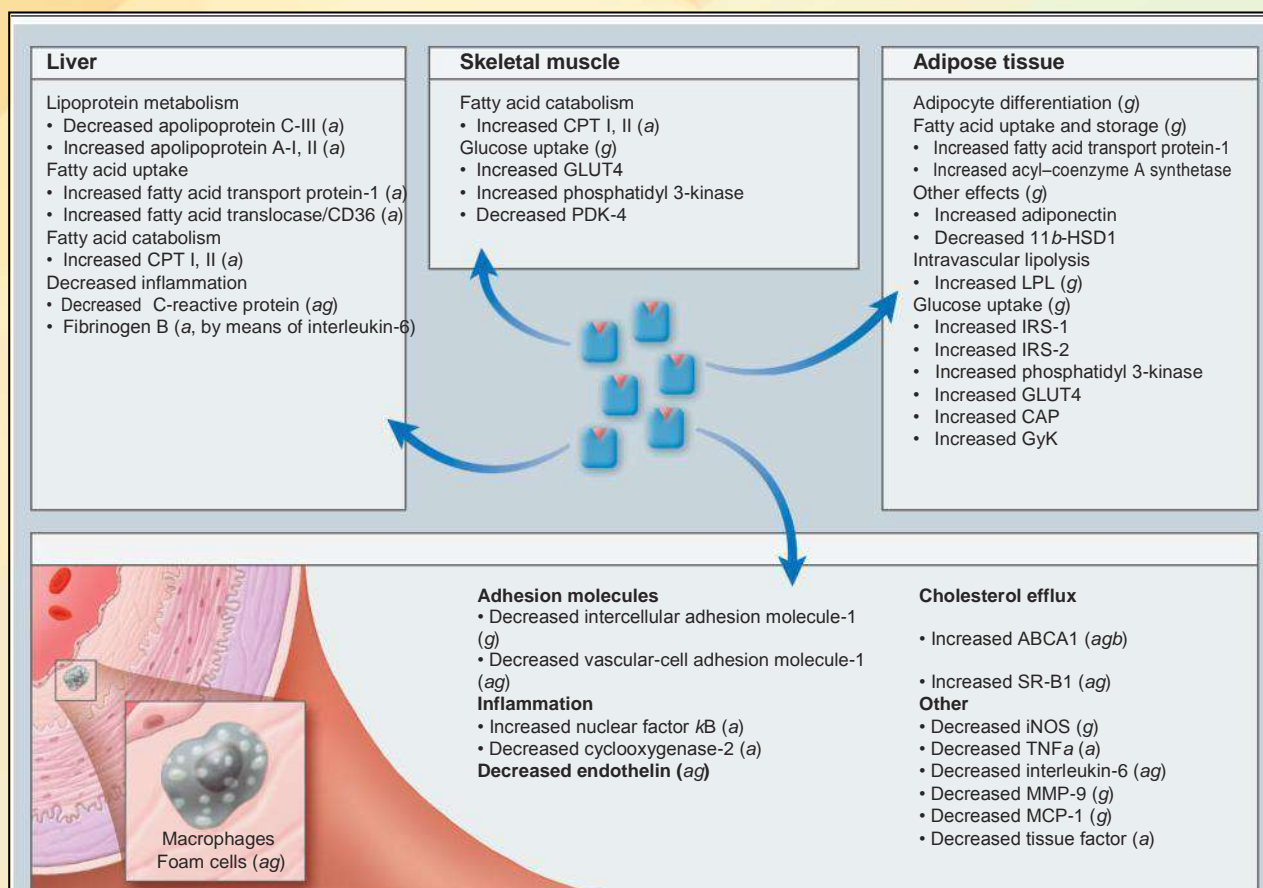 Liver
Lipoprotein metabolism
• Decreased apolipoprotein C-III (a)
• Increased apolipoprotein A-I, II (a)
Fatty acid uptake
• Increased fatty acid transport protein-1 (a)
• Increased fatty acid translocase/CD36 (a)
Fatty acid catabolism
• Increased CPT I, II (a)
Decreased inflammation
• Decreased C-reactive protein (ag)
• Fibrinogen B (a, by means of interleukin-6)
Skeletal muscle
Fatty acid catabolism
• Increased CPT I, II (a)
Glucose uptake (g)
• Increased GLUT4
• Increased phosphatidyl 3-kinase
• Decreased PDK-4
Adipose tissue
Adipocyte differentiation (g)
Fatty acid uptake and storage (g)
• Increased fatty acid transport protein-1
• Increased acyl–coenzyme A synthetase
Other effects (g)
• Increased adiponectin
• Decreased 11b-HSD1
Intravascular lipolysis
• Increased LPL (g)
Glucose uptake (g)
• Increased IRS-1
• Increased IRS-2
• Increased phosphatidyl 3-kinase
• Increased GLUT4
• Increased CAP
• Increased GyK
Macrophages
Foam cells (ag)
Adhesion molecules
• Decreased intercellular adhesion molecule-1
(g)
• Decreased vascular-cell adhesion molecule-1
(ag)
Inflammation
• Increased nuclear factor kB (a)
• Decreased cyclooxygenase-2 (a)
Decreased endothelin (ag)
Cholesterol efflux
• Increased ABCA1 (agb)
• Increased SR-B1 (ag)
Other
• Decreased iNOS (g)
• Decreased TNFa (a)
• Decreased interleukin-6 (ag)
• Decreased MMP-9 (g)
• Decreased MCP-1 (g)
• Decreased tissue factor (a)